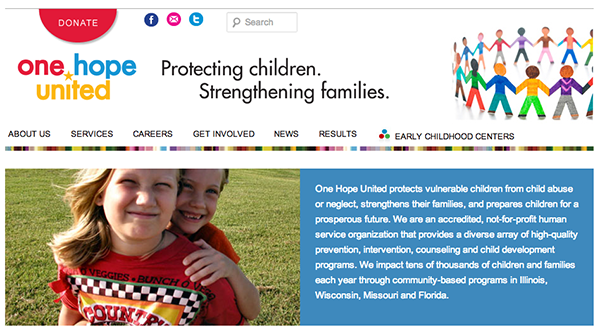 DONATE
Search
one hope
united
Protecting children.
Strengthening families.
ABOUT US SERVICES CAREERS GET INVOLVED NEWS RESULTS EARLY CHILDHOOD CENTERS
One Hope United protects vulnerable children from child abuse
or neglect, strengthens their families, and prepares children for a
prosperous future. We are an accredited, not-for-profit human
service organization that provides a diverse array of high-quality
prevention, intervention, counseling and child development
programs. We impact tens of thousands of children and families
each year through community-based programs in Illinois,
Wisconsin, Missouri and Florida.
VEGGIES • BUNCH O
COUNTRY